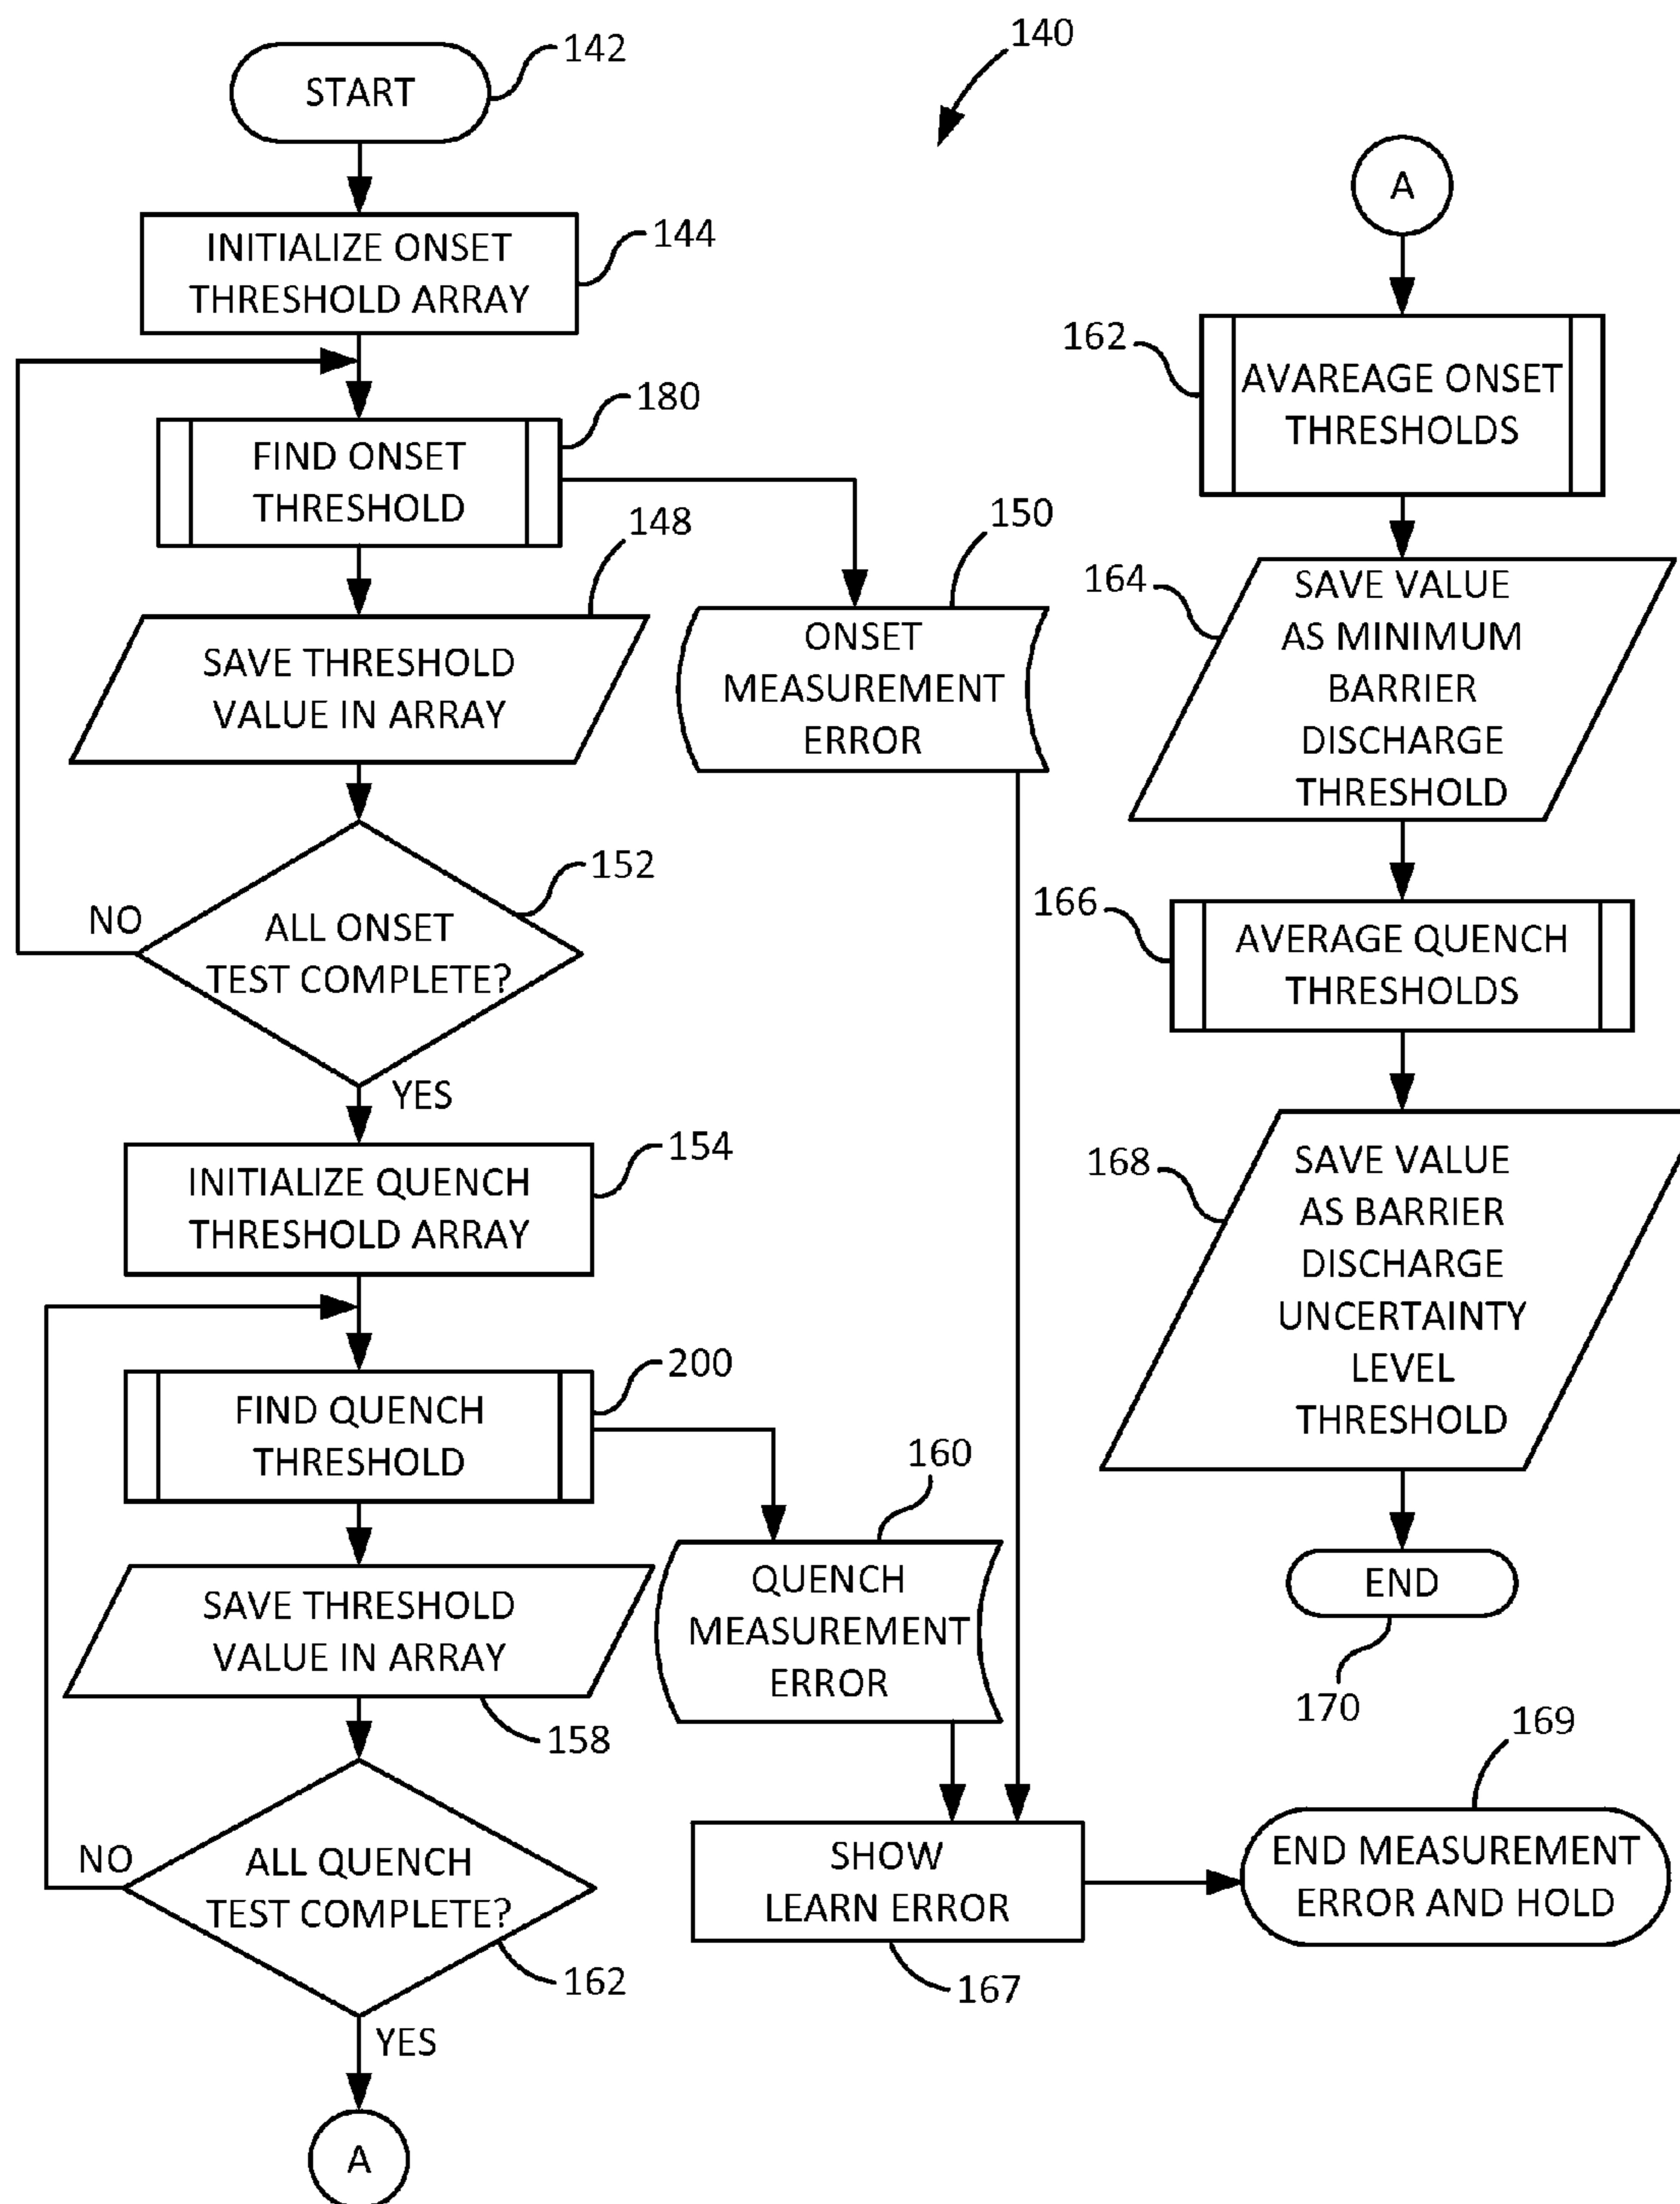 START
142
140
INITIALIZE ONSET
THRESHOLD ARRAY
144
FIND ONSET
THRESHOLD
180
SAVE THRESHOLD
VALUE IN ARRAY
148
ONSET
MEASUREMENT
ERROR
150
ALL ONSET
TEST COMPLETE?
152
NO
YES
INITIALIZE QUENCH
THRESHOLD ARRAY
154
FIND QUENCH
THRESHOLD
200
SAVE THRESHOLD
VALUE IN ARRAY
158
QUENCH
MEASUREMENT
ERROR
160
ALL QUENCH
TEST COMPLETE?
162
NO
YES
A
SHOW
LEARN ERROR
167
END MEASUREMENT
ERROR AND HOLD
169
A
162
AVAREAGE ONSET
THRESHOLDS
164
SAVE VALUE
AS MINIMUM
BARRIER
DISCHARGE
THRESHOLD
166
AVERAGE QUENCH
THRESHOLDS
168
SAVE VALUE
AS BARRIER
DISCHARGE
UNCERTAINTY
LEVEL
THRESHOLD
END
170